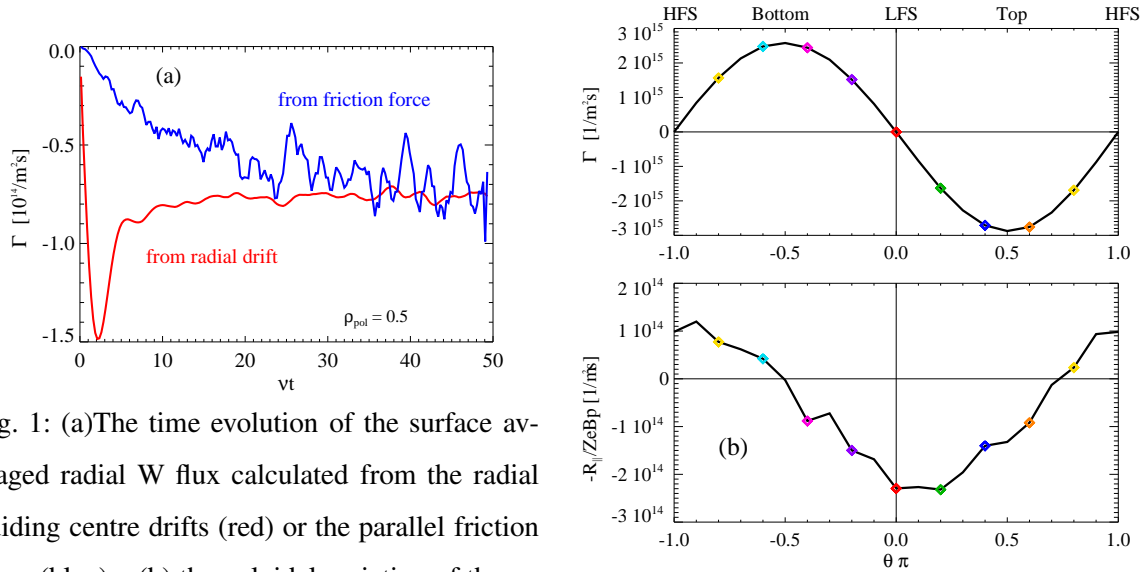 0.0
(a)
from friction force
-0.5
Γ [10¹⁴/m²s]
-1.0
from radial drift
ρpol = 0.5
-1.5
0 10 20 30 40 50
νt
g. 1: (a)The time evolution of the surface av-
aged radial W flux calculated from the radial
iding centre drifts (red) or the parallel friction
HFS Bottom LFS Top HFS
3 10¹⁵
2 10¹⁵
1 10¹⁵
0
-1 10¹⁵
-2 10¹⁵
-3 10¹⁵
Γ [1/m²s]
-1.0 -0.5 0.0 0.5 1.0
2 10¹⁴
1 10¹⁴
0
-1 10¹⁴
-2 10¹⁴
-3 10¹⁴
-R∥/ZeBp [1/m²s]
(b)
-1.0 -0.5 0.0 0.5 1.0
θ π